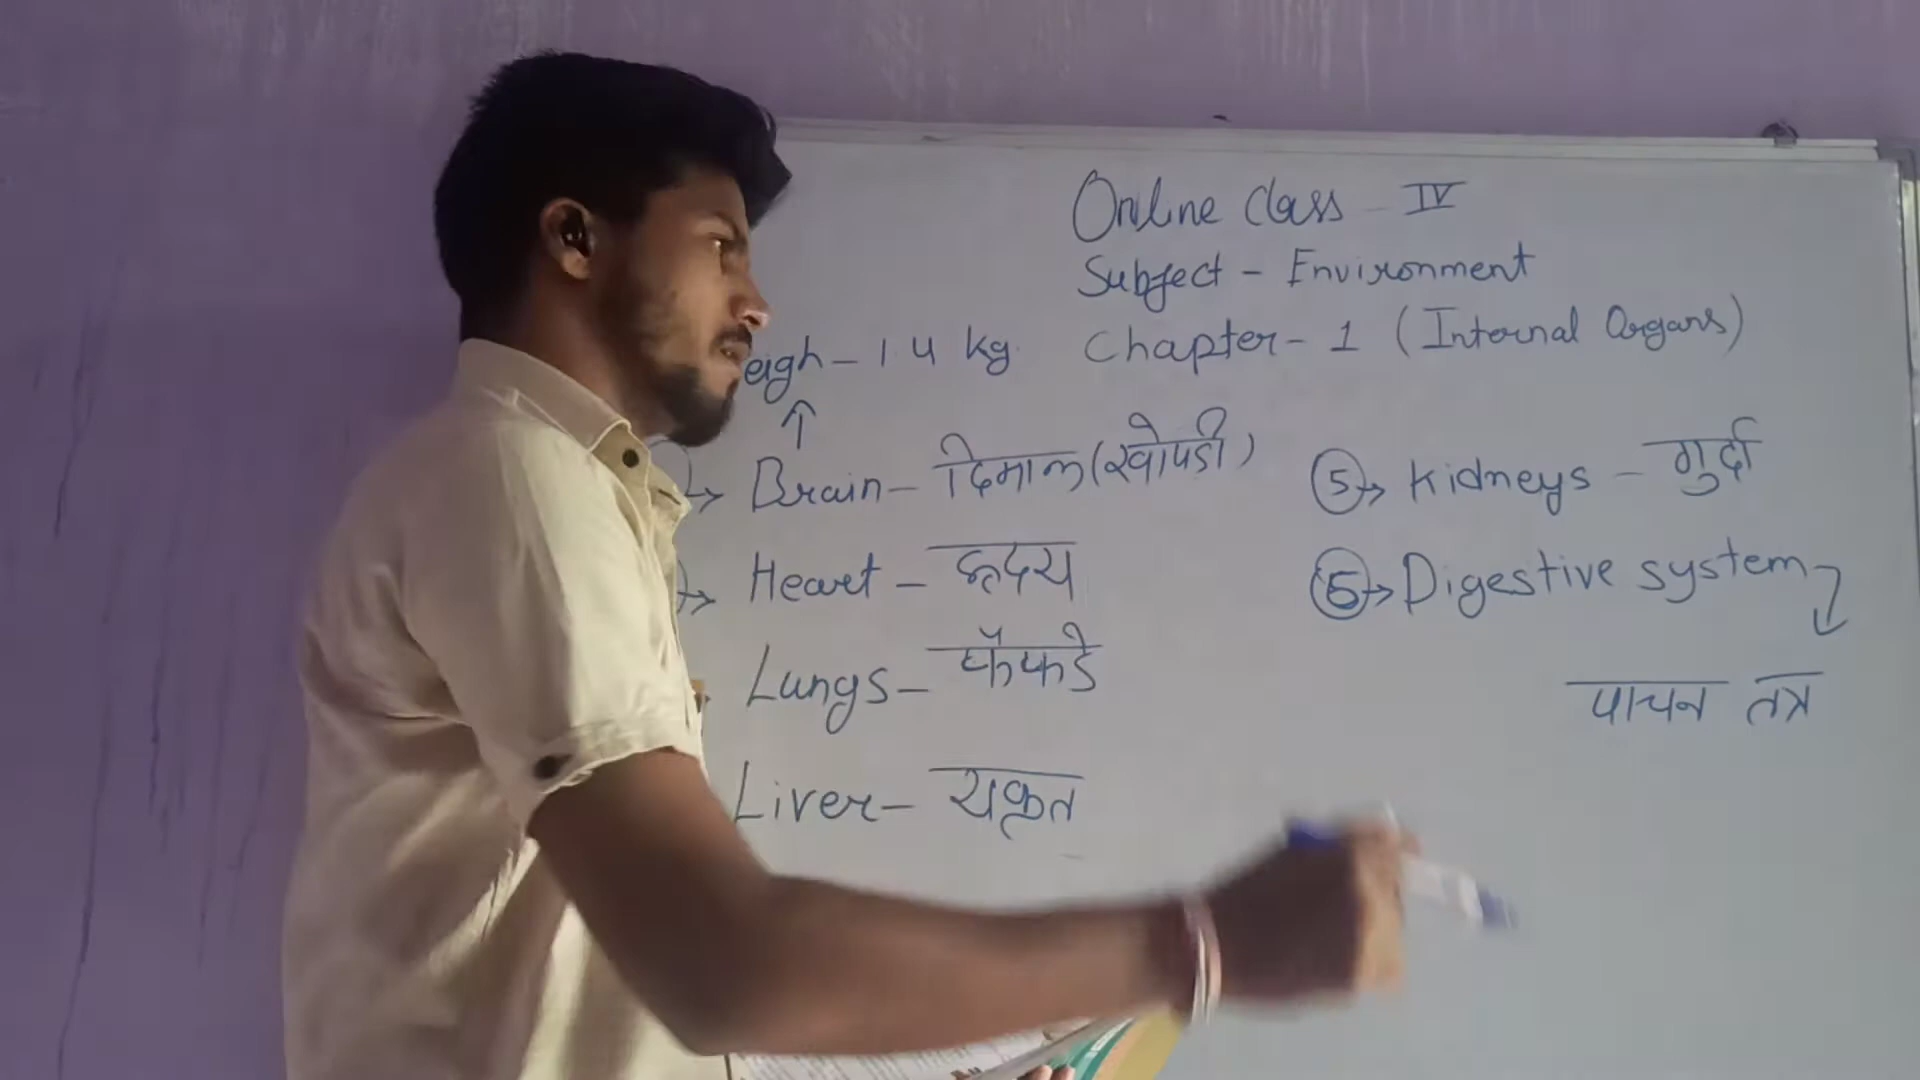 Online Class - IV
Subject - Environment
Chapter - 1 (Internal Organs)
eigh - 1.4 kg
Brain - दिमाग (खोपडी)
Heart - हृदय
Lungs - फेंफडे
Liver - यकृत
5 → Kidneys - गुर्दा
6 → Digestive system
पाचन तंत्र